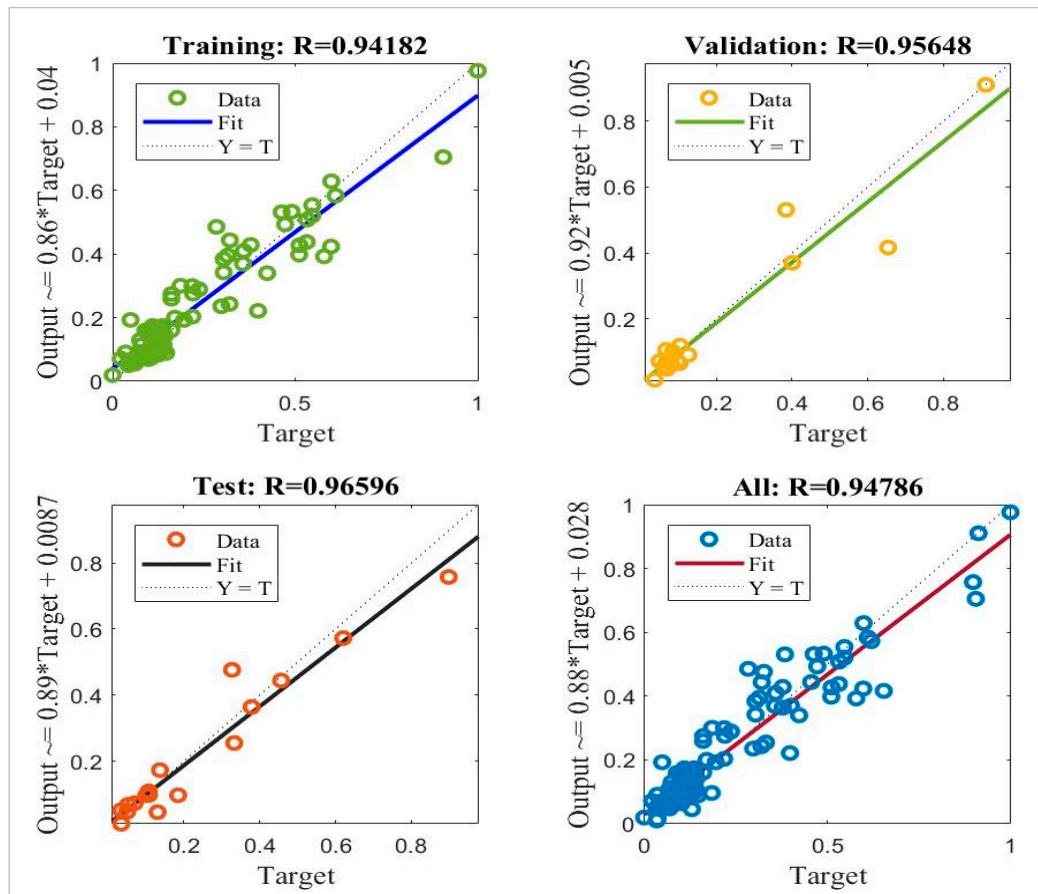 Training: R=0.94182
Output ~= 0.86*Target + 0.04
1
0.8
0.6
0.4
0.2
0
Data
Fit
Y = T
0
0.5
1
Target
Validation: R=0.95648
Output ~= 0.92*Target + 0.005
0.8
0.6
0.4
0.2
Data
Fit
Y = T
0.2
0.4
0.6
0.8
Target
Test: R=0.96596
Output ~= 0.89*Target + 0.0087
0.8
0.6
0.4
0.2
Data
Fit
Y = T
0.2
0.4
0.6
0.8
Target
All: R=0.94786
Output ~= 0.88*Target + 0.028
1
0.8
0.6
0.4
0.2
0
Data
Fit
Y = T
0
0.5
1
Target